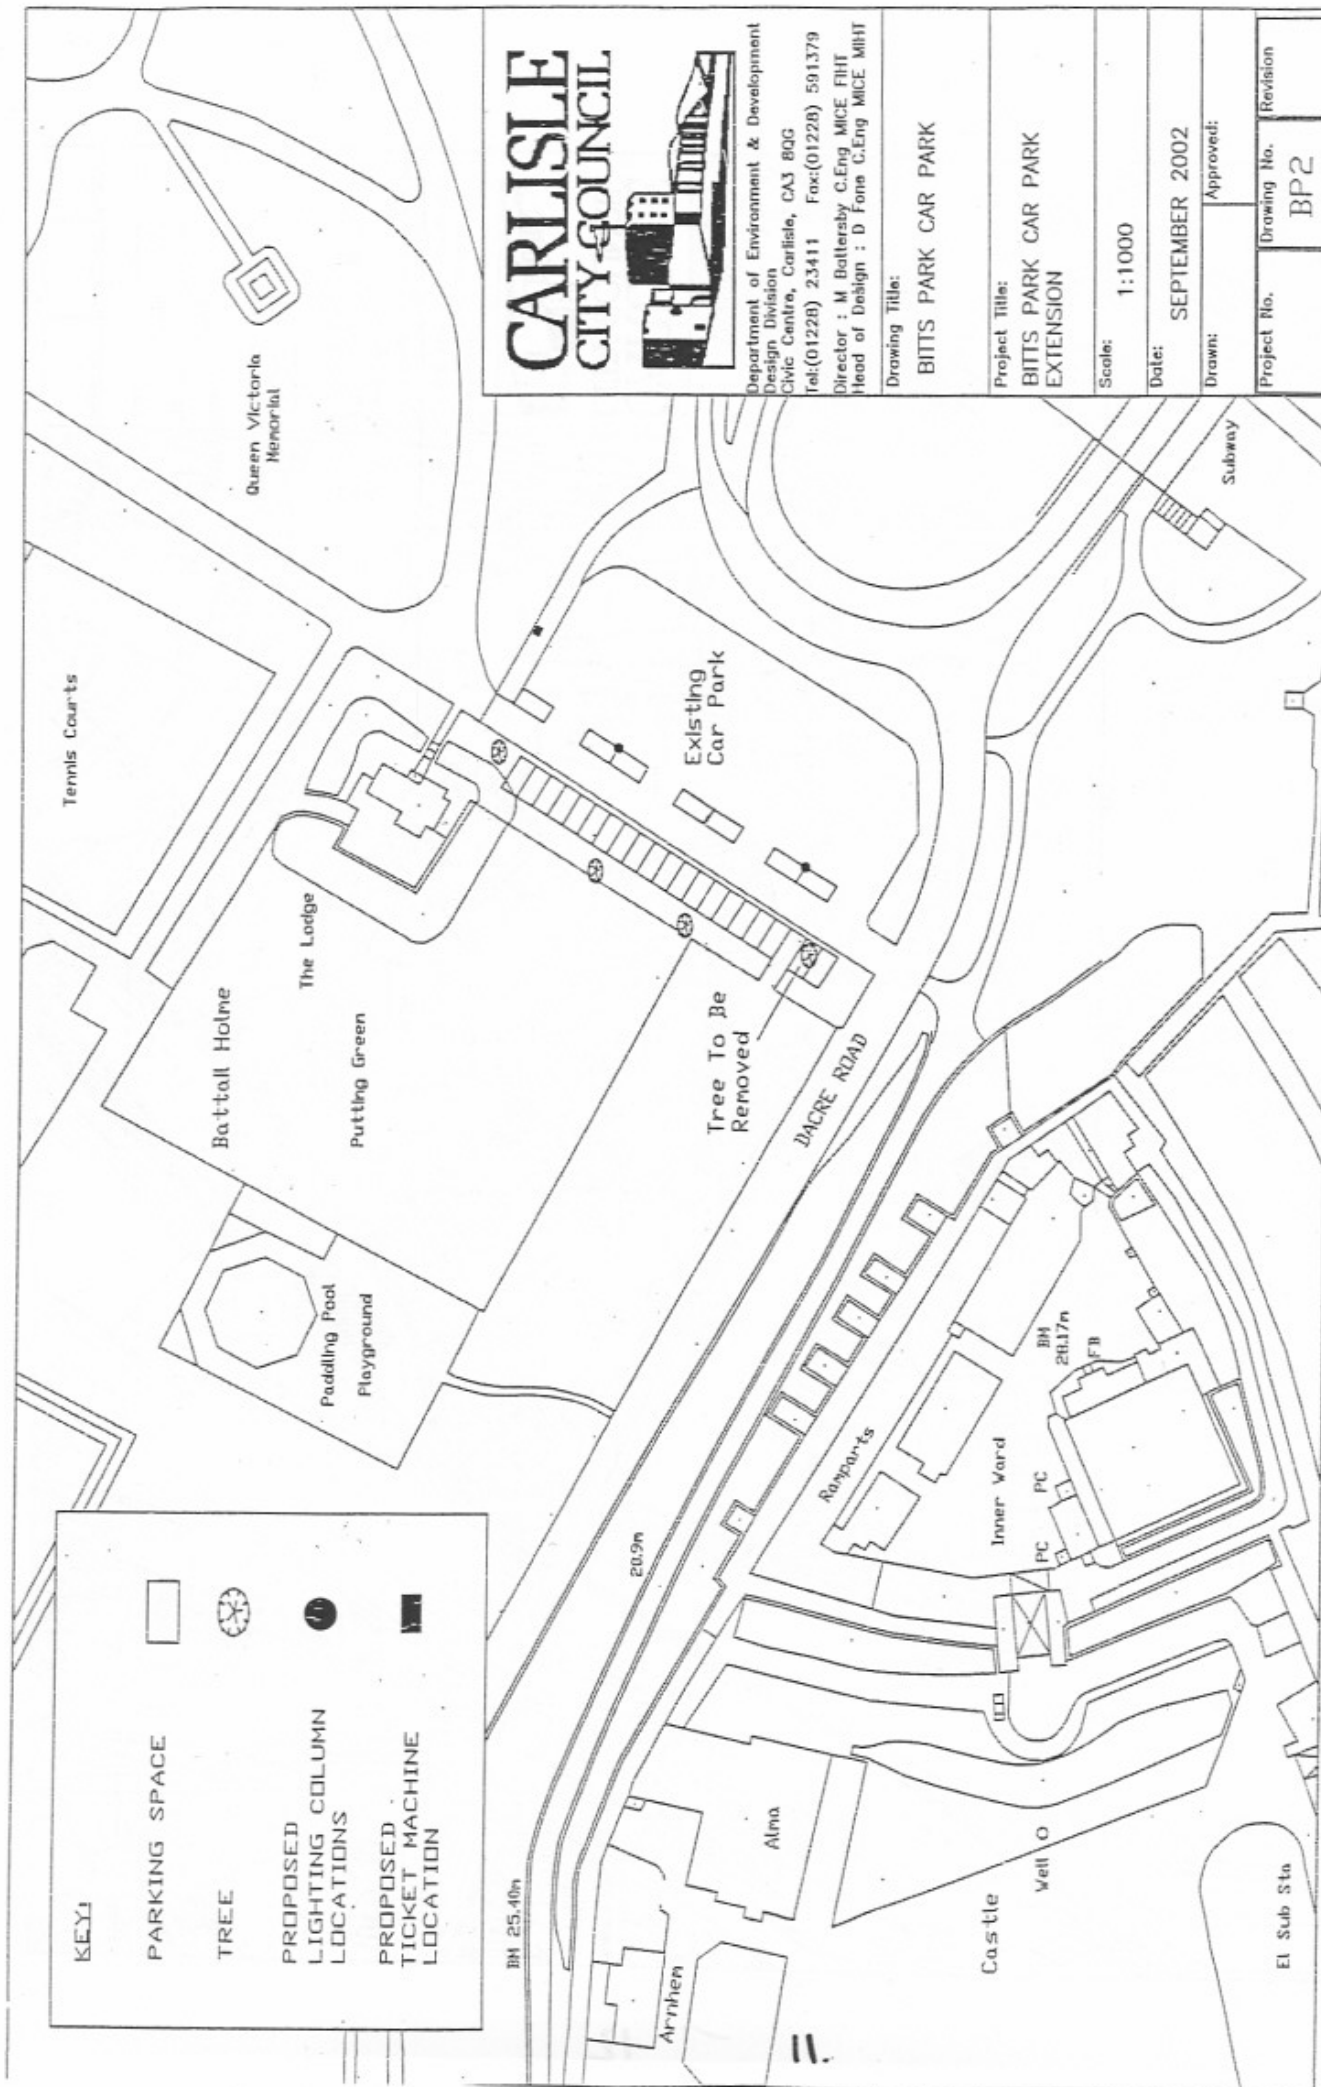 KEY:
PARKING SPACE
TREE
PROPOSED
LIGHTING COLUMN
LOCATIONS
PROPOSED
TICKET MACHINE
LOCATION
Tennis Courts
Queen Victoria
Memorial
Battall Holme
The Lodge
Putting Green
Paddling Pool
Playground
Existing
Car Park
Tree To Be
Removed
DACRE ROAD
20.9m
BM 25.40m
Ramparts
Inner Ward
BM
28.17m
FB
PC
PC
Arnhem
Alma
Castle
Well
El Sub Sta
Subway
11.
CARLISLE
CITY COUNCIL
Department of Environment & Development
Design Division
Civic Centre, Carlisle, CA3 8QG
Tel:(01228) 23411 Fax:(01228) 591379
Director : M Battersby C.Eng MICE FIHT
Head of Design : D Fone C.Eng MICE MIHT
Drawing Title:
BITTS PARK CAR PARK
Project Title:
BITTS PARK CAR PARK
EXTENSION
Scale:
1:1000
Date:
SEPTEMBER 2002
Drawn:
Approved:
Project No.
Drawing No.
BP2
Revision